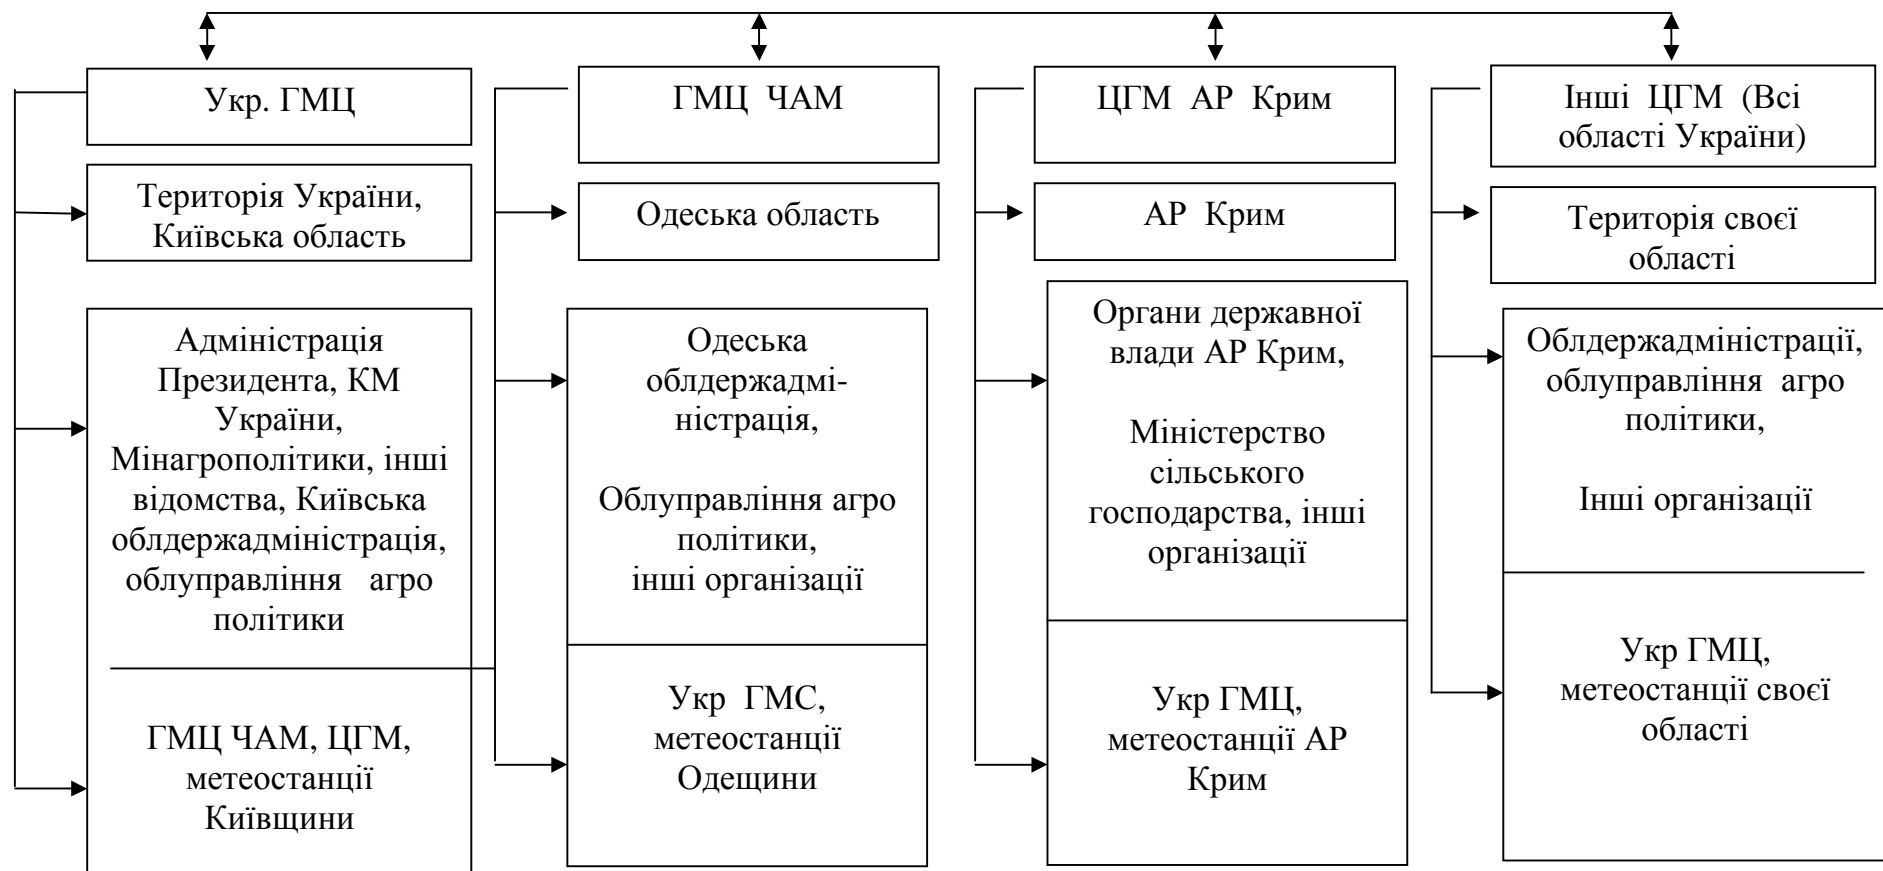 Укр. ГМЦ
Територія України,
Київська область
Адміністрація
Президента, КМ
України,
Мінагрополітики, інші
відомства, Київська
облдержадміністрація,
облуправління агро
політики
ГМЦ ЧАМ, ЦГМ,
метеостанції
Київщини
ГМЦ ЧАМ
Одеська область
Одеська
облдержадмі-
ністрація,
Облуправління агро
політики,
інші організації
Укр ГМС,
метеостанції
Одещини
ЦГМ АР Крим
АР Крим
Органи державної
влади АР Крим,
Міністерство
сільського
господарства, інші
організації
Укр ГМЦ,
метеостанції АР
Крим
Інші ЦГМ (Всі
області України)
Територія своєї
області
Облдержадміністрації,
облуправління агро
політики,
Інші організації
Укр ГМЦ,
метеостанції своєї
області